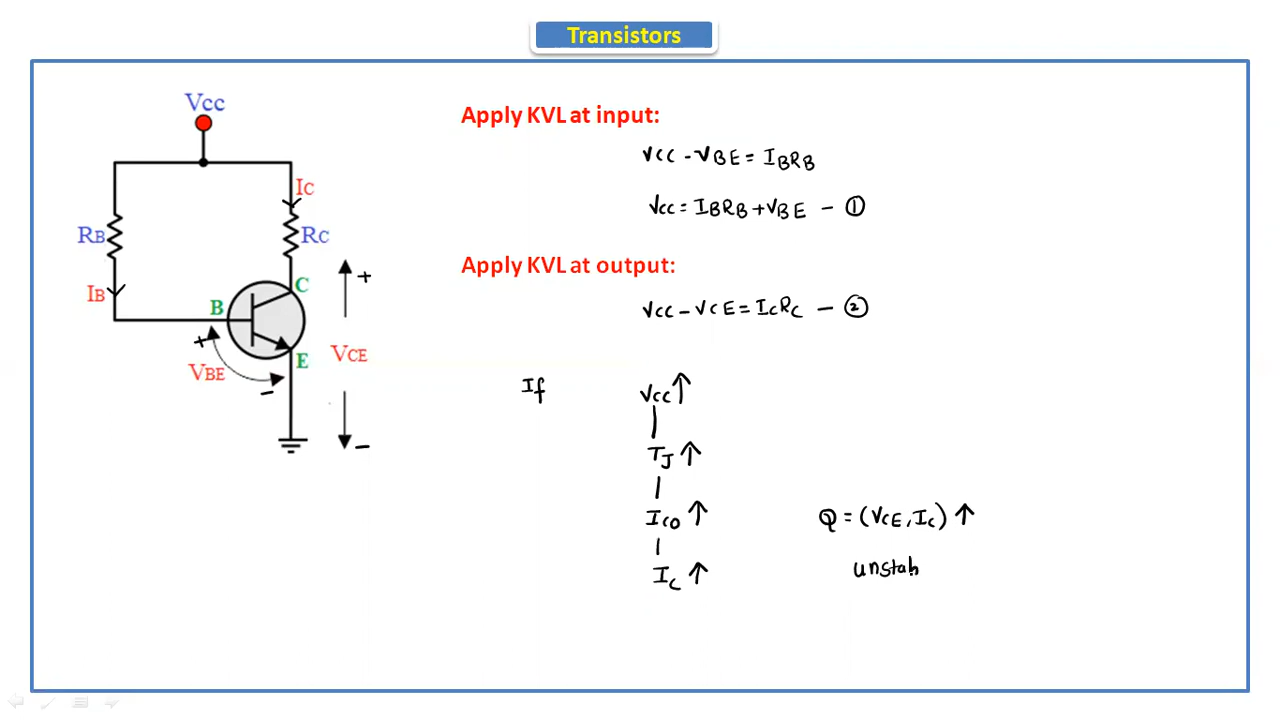 Transistors
Vcc
IC
RB
RC
IB
B
C
E
VBE
VCE
+
-
+
-
Apply KVL at input:
VCC - VBE = IBRB
VCC = IBRB + VBE - ①
Apply KVL at output:
VCC - VCE = ICRC - ②
If VCC ↑
TJ ↑
ICO ↑ Q = (VCE, IC) ↑
IC ↑ unstab